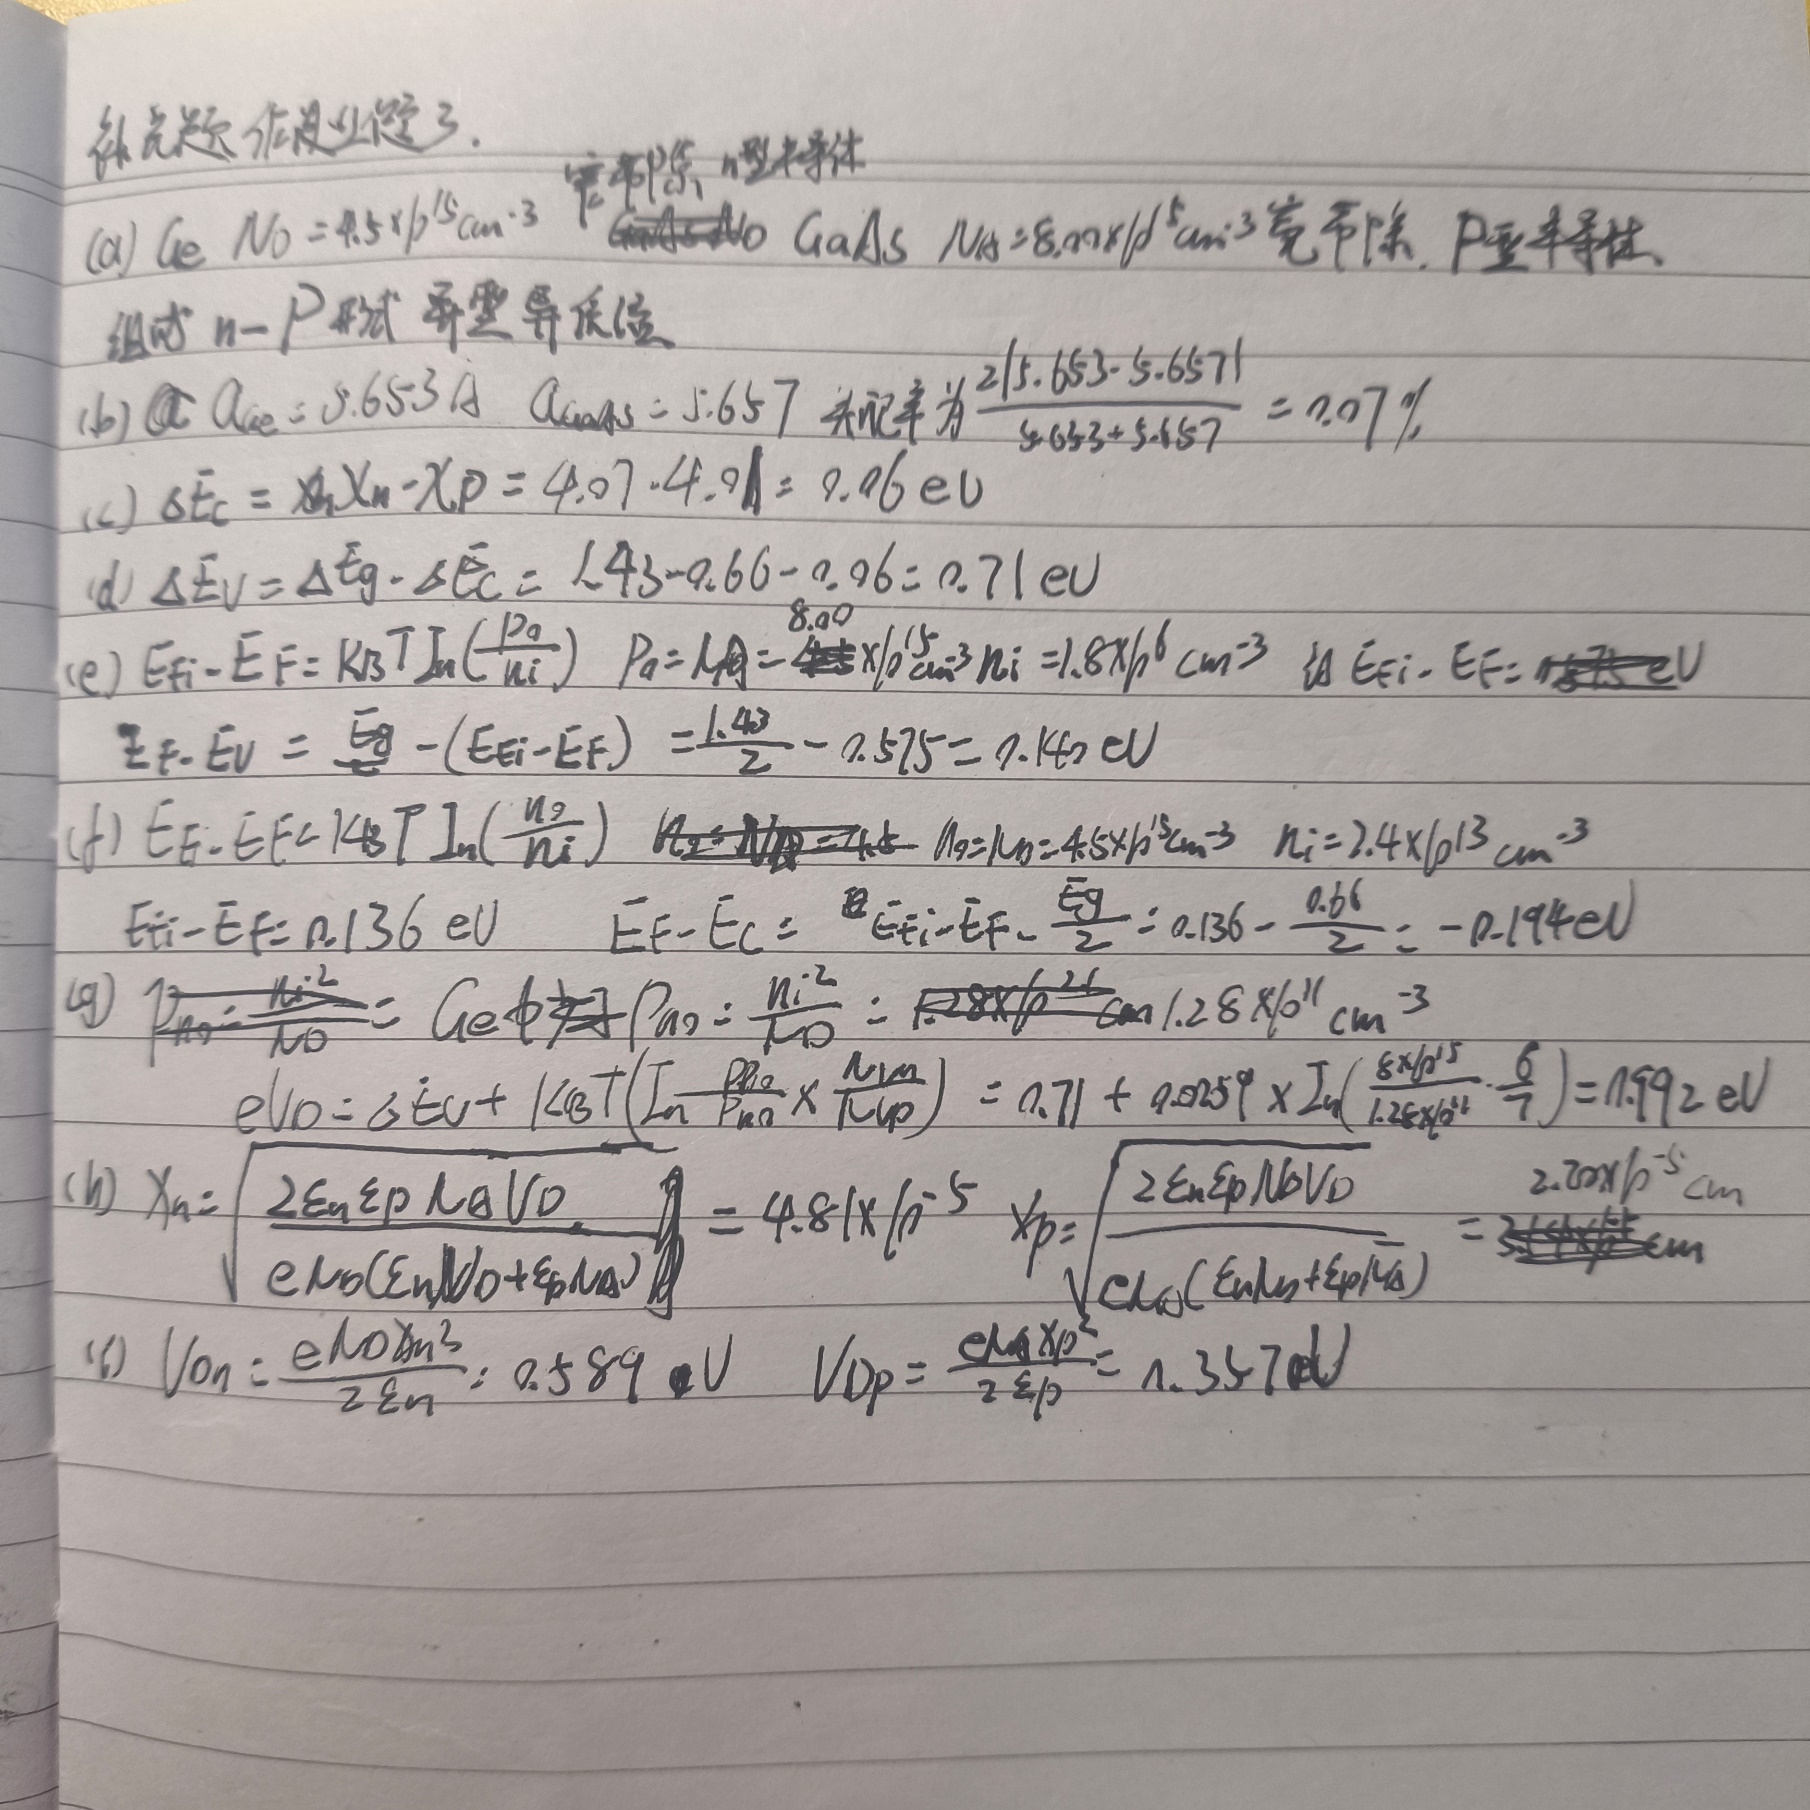 补充题 作业题3.
窄带隙 n型半导体
(a) Ge N_D = 4.5×10^15 cm^-3 GaAs N_A = 8.00×10^15 cm^-3 宽带隙. P型半导体.
组成 n-P 形式 异型异质结
(b) a_Ge = 5.653Å a_GaAs = 5.657 失配率为 2|5.653-5.657| / (5.653+5.657) = 0.07%
(c) ΔE_C = χ_n - χ_p = 4.07-4.01 = 0.06 eV
(d) ΔE_V = ΔE_g - ΔE_C = 1.43-0.66-0.06 = 0.71 eV
(e) E_Fi - E_F = K_B T ln(p_0/n_i) P_0 = N_A = 8.00×10^15 cm^-3 n_i = 1.8×10^6 cm^-3 E_Fi - E_F =
E_F - E_V = E_g/2 - (E_Fi - E_F) = 1.43/2 - 0.575 = 0.140 eV
(f) E_Fi - E_F = K_B T ln(n_0/n_i) n_0 = N_D = 4.5×10^15 cm^-3 n_i = 2.4×10^13 cm^-3
E_Fi - E_F = 0.136 eV E_F - E_C = E_Fi - E_F - E_g/2 = 0.136 - 0.66/2 = -0.194 eV
(g) = Ge中 P_n0 = n_i^2/N_D = 1.28×10^11 cm^-3
eV_D = ΔE_V + K_B T (ln P_p0/P_n0 × N_vn/N_vp) = 0.71 + 0.0259 × ln(8×10^15/1.28×10^11 · 6/7) = 0.992 eV
(h) X_n = √(2ε_n ε_p N_A V_D / eN_D(ε_n N_D + ε_p N_A)) = 4.81×10^-5 X_p = √(2ε_n ε_p N_D V_D / eN_A(ε_n N_D + ε_p N_A)) = 2.70×10^-5 cm
(i) V_Dn = eN_D X_n^2 / 2ε_n = 0.589 V V_Dp = eN_A X_p^2 / 2ε_p = 0.357 V